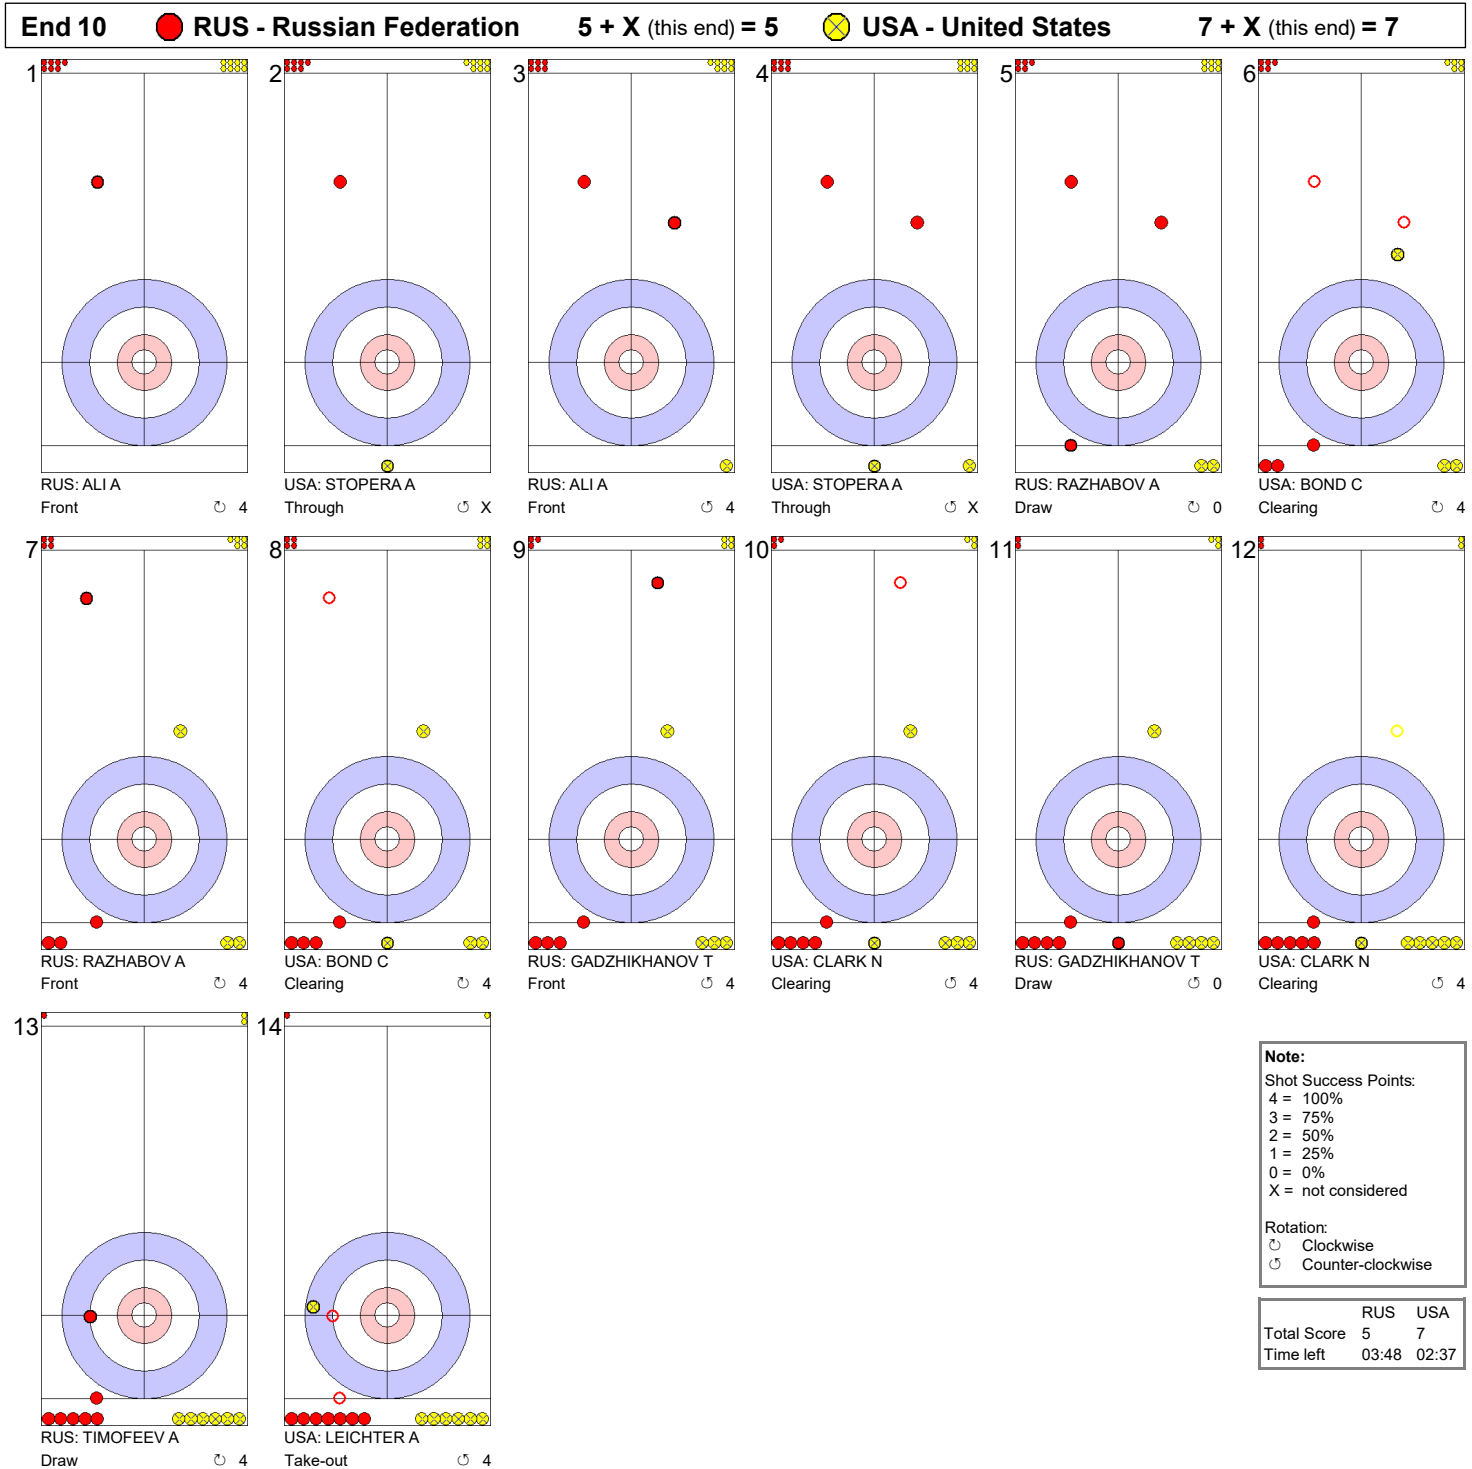 End 10 RUS - Russian Federation 5 + X (this end) = 5 USA - United States 7 + X (this end) = 7
1 2 3 4 5 6
RUS: ALI A USA: STOPERA A RUS: ALI A USA: STOPERA A RUS: RAZHABOV A USA: BOND C
Front ↻ 4 Through ↺ X Front ↺ 4 Through ↺ X Draw ↻ 0 Clearing ↺ 4
7 8 9 10 11 12
RUS: RAZHABOV A USA: BOND C RUS: GADZHIKHANOV T USA: CLARK N RUS: GADZHIKHANOV T USA: CLARK N
Front ↻ 4 Clearing ↻ 4 Front ↺ 4 Clearing ↺ 4 Draw ↺ 0 Clearing ↺ 4
13 14
RUS: TIMOFEEV A USA: LEICHTER A
Draw ↻ 4 Take-out ↺ 4
Note:
Shot Success Points:
4 = 100%
3 = 75%
2 = 50%
1 = 25%
0 = 0%
X = not considered
Rotation:
↻ Clockwise
↺ Counter-clockwise
RUS USA
Total Score 5 7
Time left 03:48 02:37